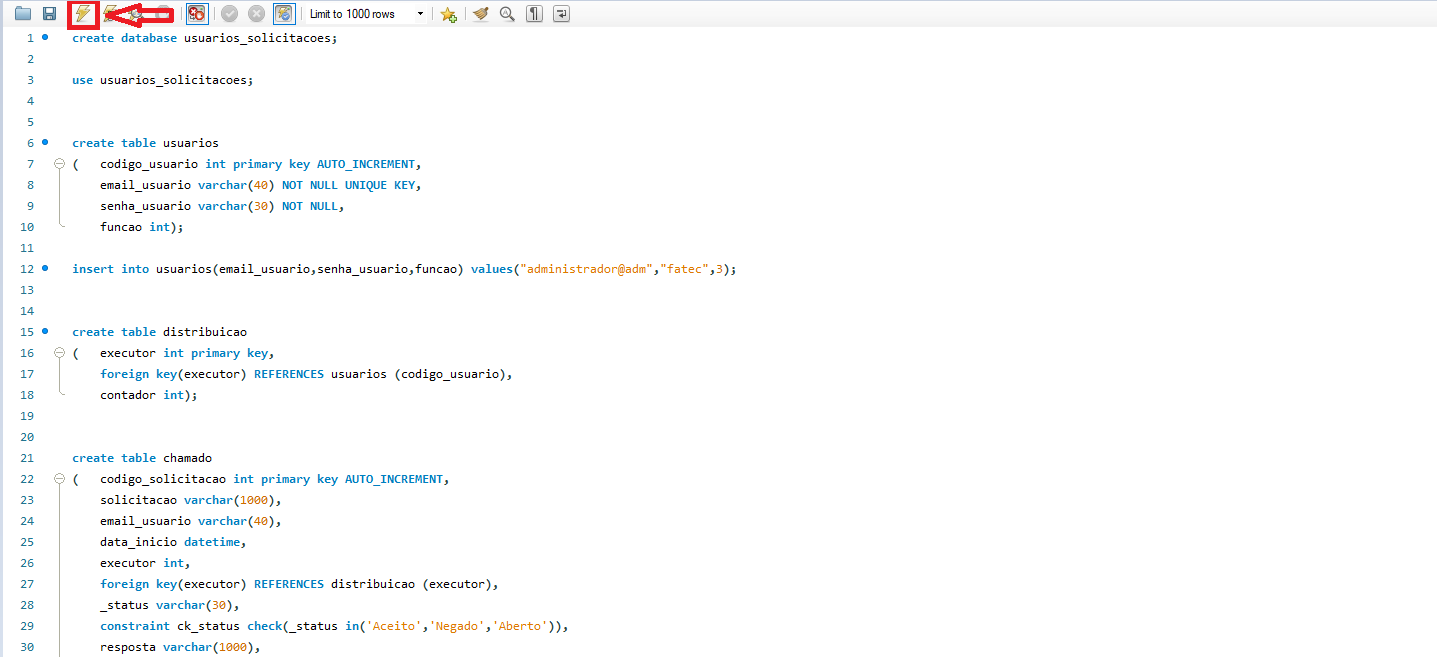 Limit to 1000 rows
1 create database usuarios_solicitacoes;
2
3 use usuarios_solicitacoes;
4
5
6 create table usuarios
7 ( codigo_usuario int primary key AUTO_INCREMENT,
8 email_usuario varchar(40) NOT NULL UNIQUE KEY,
9 senha_usuario varchar(30) NOT NULL,
10 funcao int);
11
12 insert into usuarios(email_usuario,senha_usuario,funcao) values("administrador@adm","fatec",3);
13
14
15 create table distribuicao
16 ( executor int primary key,
17 foreign key(executor) REFERENCES usuarios (codigo_usuario),
18 contador int);
19
20
21 create table chamado
22 ( codigo_solicitacao int primary key AUTO_INCREMENT,
23 solicitacao varchar(1000),
24 email_usuario varchar(40),
25 data_inicio datetime,
26 executor int,
27 foreign key(executor) REFERENCES distribuicao (executor),
28 _status varchar(30),
29 constraint ck_status check(_status in('Aceito','Negado','Aberto')),
30 resposta varchar(1000),